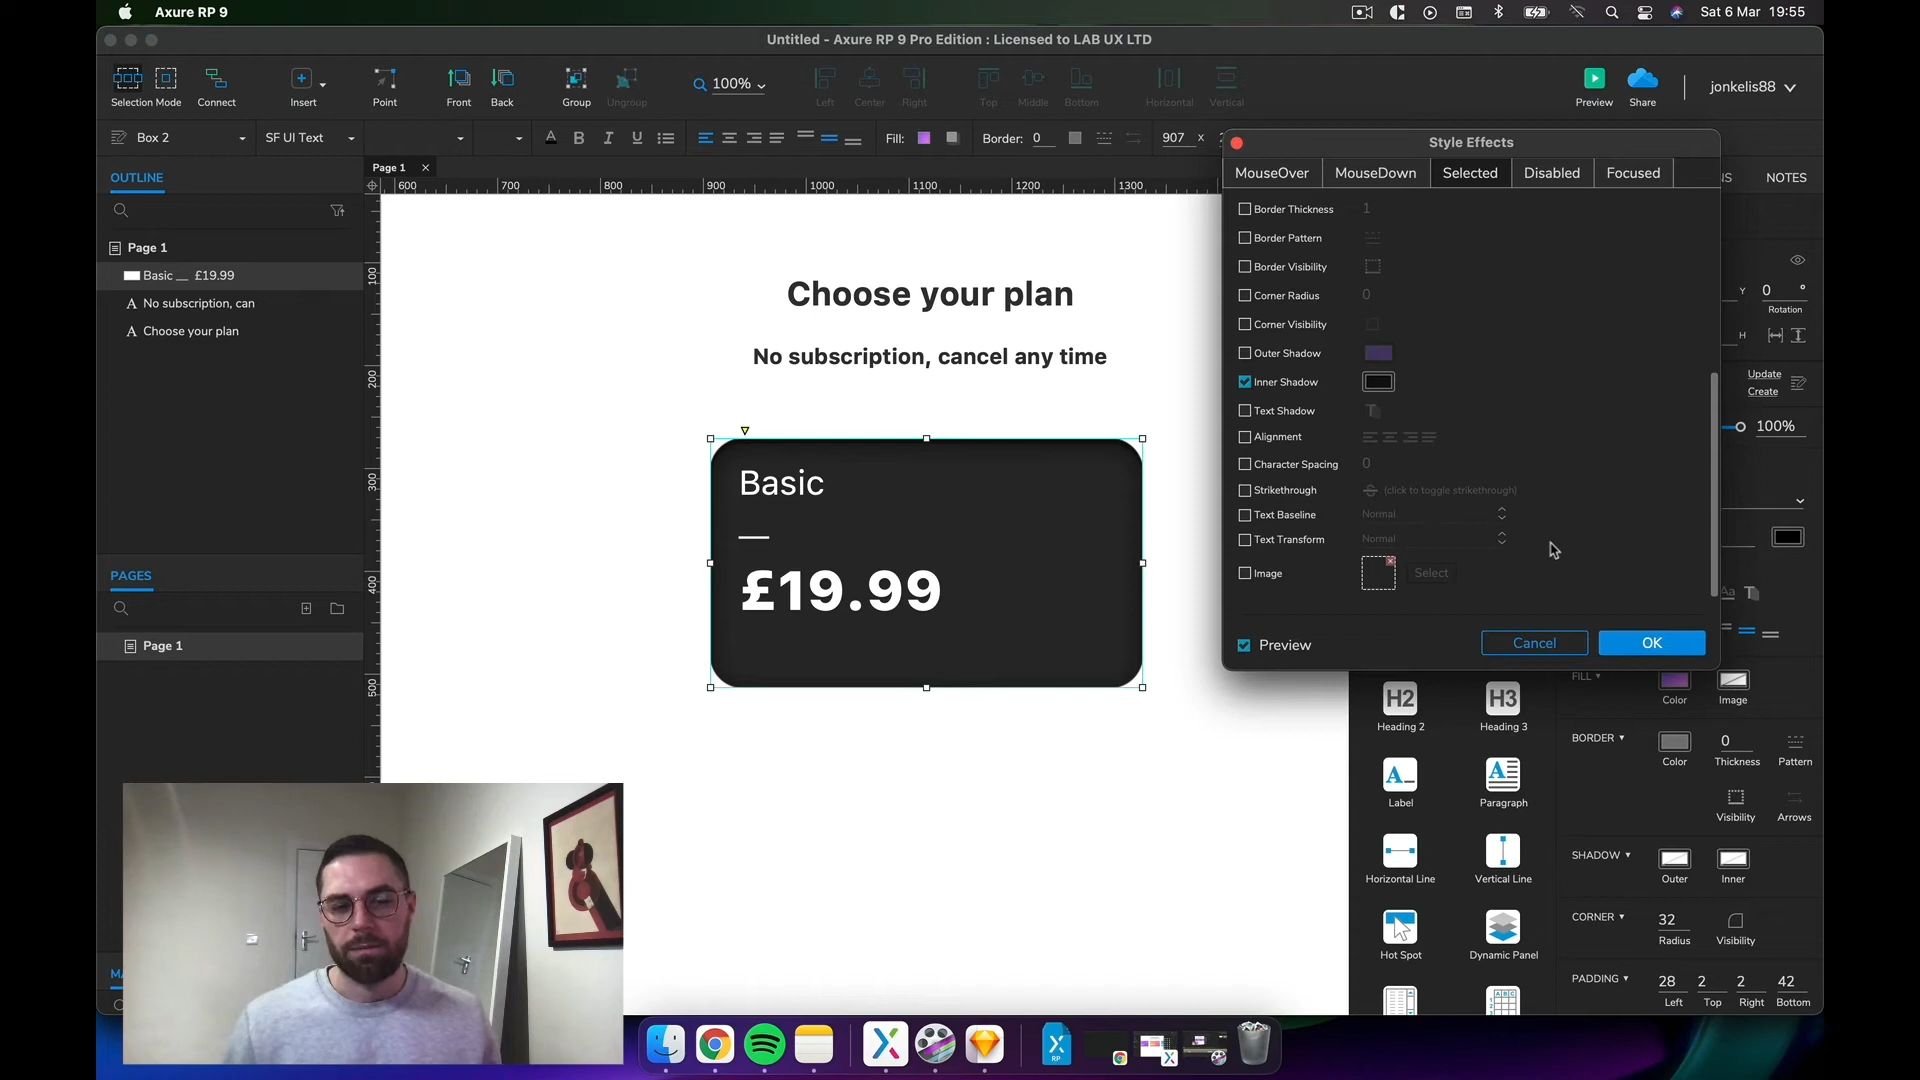 Axure RP 9
Sat 6 Mar 19:55
Untitled - Axure RP 9 Pro Edition : Licensed to LAB UX LTD
Selection Mode
Connect
Insert
Point
Front
Back
Group
Ungroup
100%
Left
Center
Right
Top
Middle
Bottom
Horizontal
Vertical
Preview
Share
jonkelis88
Box 2
SF UI Text
Fill:
Border: 0
907 x
OUTLINE
Page 1
Basic __ £19.99
No subscription, can
Choose your plan
PAGES
Page 1
Page 1
600 700 800 900 1000 1100 1200 1300
100
200
300
400
500
Choose your plan
No subscription, cancel any time
Basic
—
£19.99
Style Effects
MouseOver
MouseDown
Selected
Disabled
Focused
Border Thickness 1
Border Pattern
Border Visibility
Corner Radius 0
Corner Visibility
Outer Shadow
Inner Shadow
Text Shadow
Alignment
Character Spacing 0
Strikethrough (click to toggle strikethrough)
Text Baseline Normal
Text Transform Normal
Image Select
Preview
Cancel
OK
NOTES
Y 0 °
Rotation
H
Update
Create
100%
H2
Heading 2
H3
Heading 3
Label
Paragraph
Horizontal Line
Vertical Line
Hot Spot
Dynamic Panel
FILL
Color
Image
BORDER
0
Color
Thickness
Pattern
Visibility
Arrows
SHADOW
Outer
Inner
CORNER
32
Radius
Visibility
PADDING
28 2 2 42
Left Top Right Bottom
RP